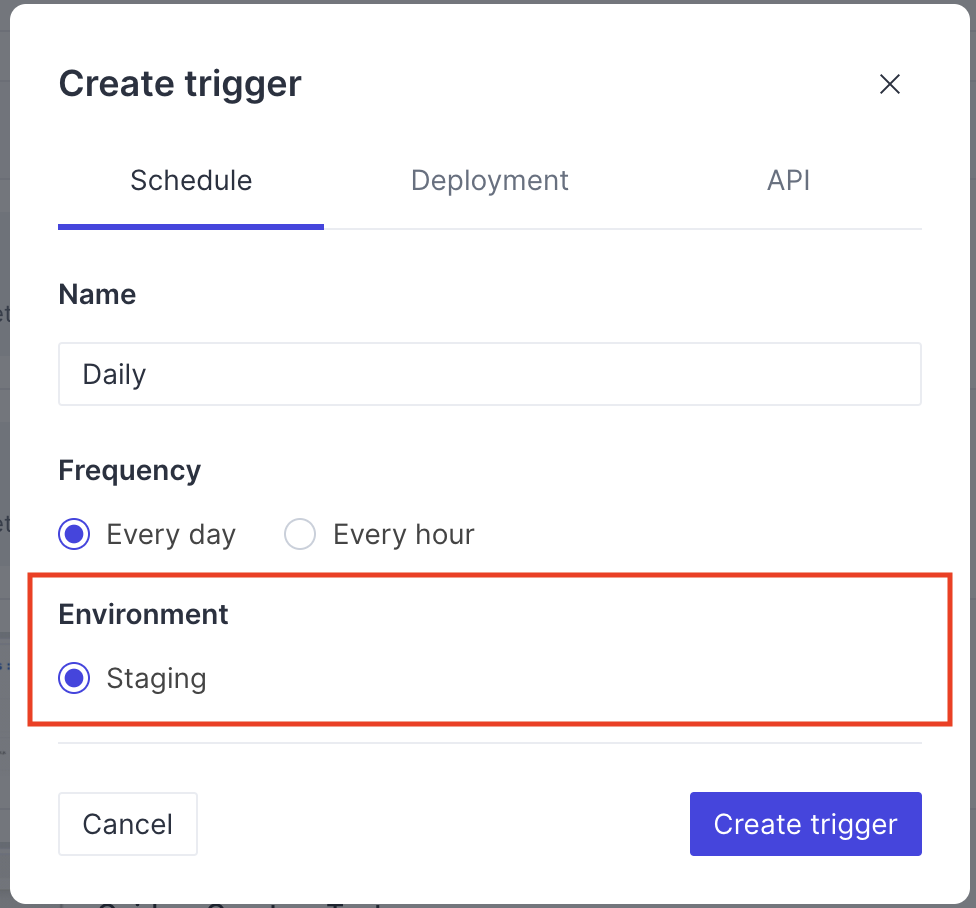 Create trigger
Schedule Deployment API
Name
Daily
Frequency
Every day Every hour
Environment
Staging
Cancel Create trigger